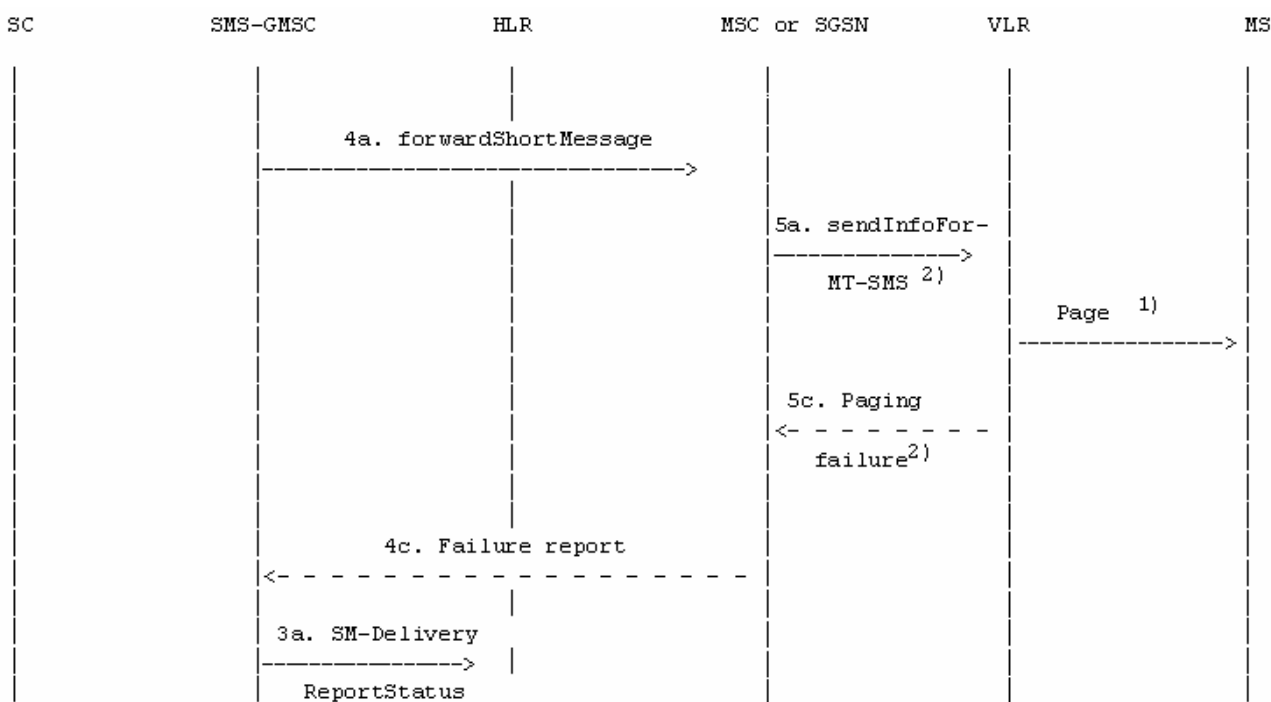 SC SMS-GMSC HLR MSC or SGSN VLR MS
4a. forwardShortMessage
5a. sendInfoFor-
MT-SMS 2)
Page 1)
5c. Paging
failure2)
4c. Failure report
3a. SM-Delivery
ReportStatus